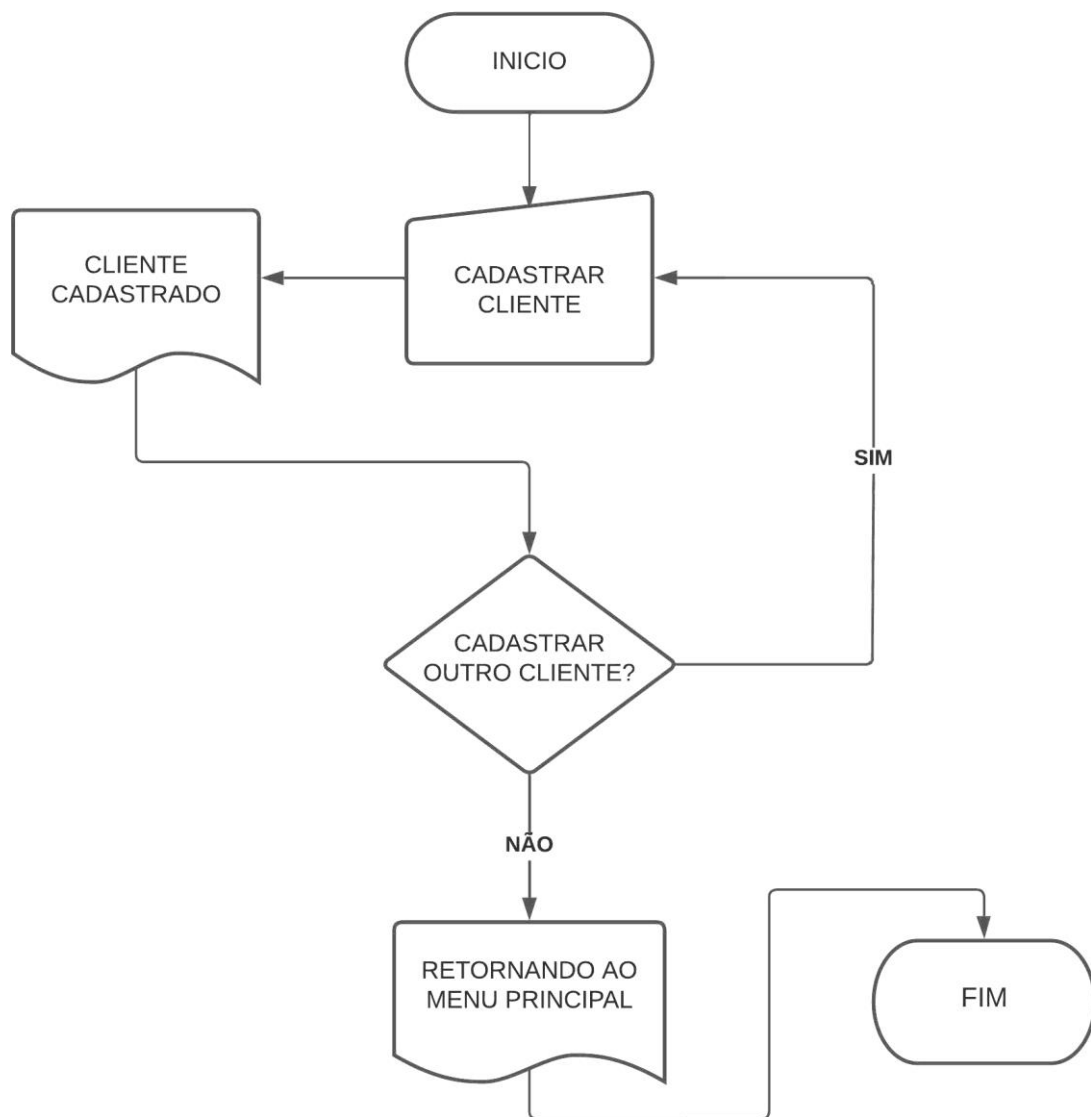 INICIO
CLIENTE
CADASTRADO
CADASTRAR
CLIENTE
SIM
CADASTRAR
OUTRO CLIENTE?
NÃO
RETORNANDO AO
MENU PRINCIPAL
FIM